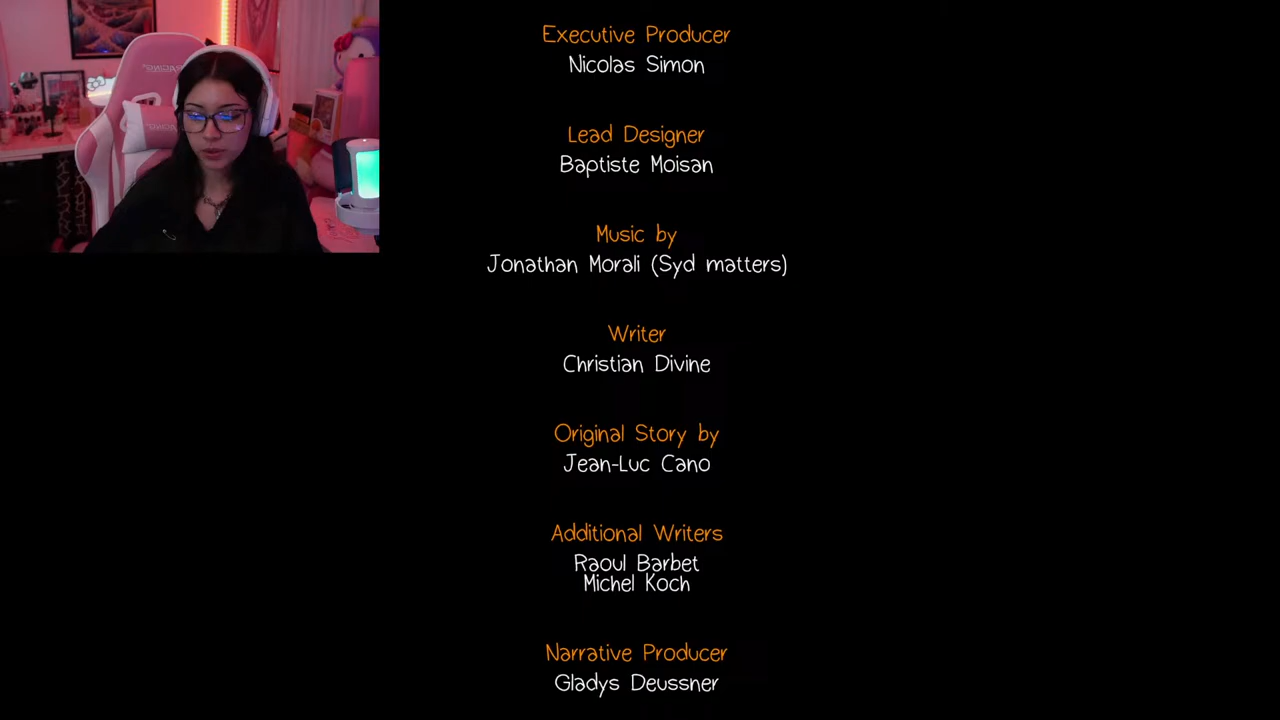 Executive Producer
Nicolas Simon
Lead Designer
Baptiste Moisan
Music by
Jonathan Morali (Syd matters)
Writer
Christian Divine
Original Story by
Jean-Luc Cano
Additional Writers
Raoul Barbet
Michel Koch
Narrative Producer
Gladys Deussner